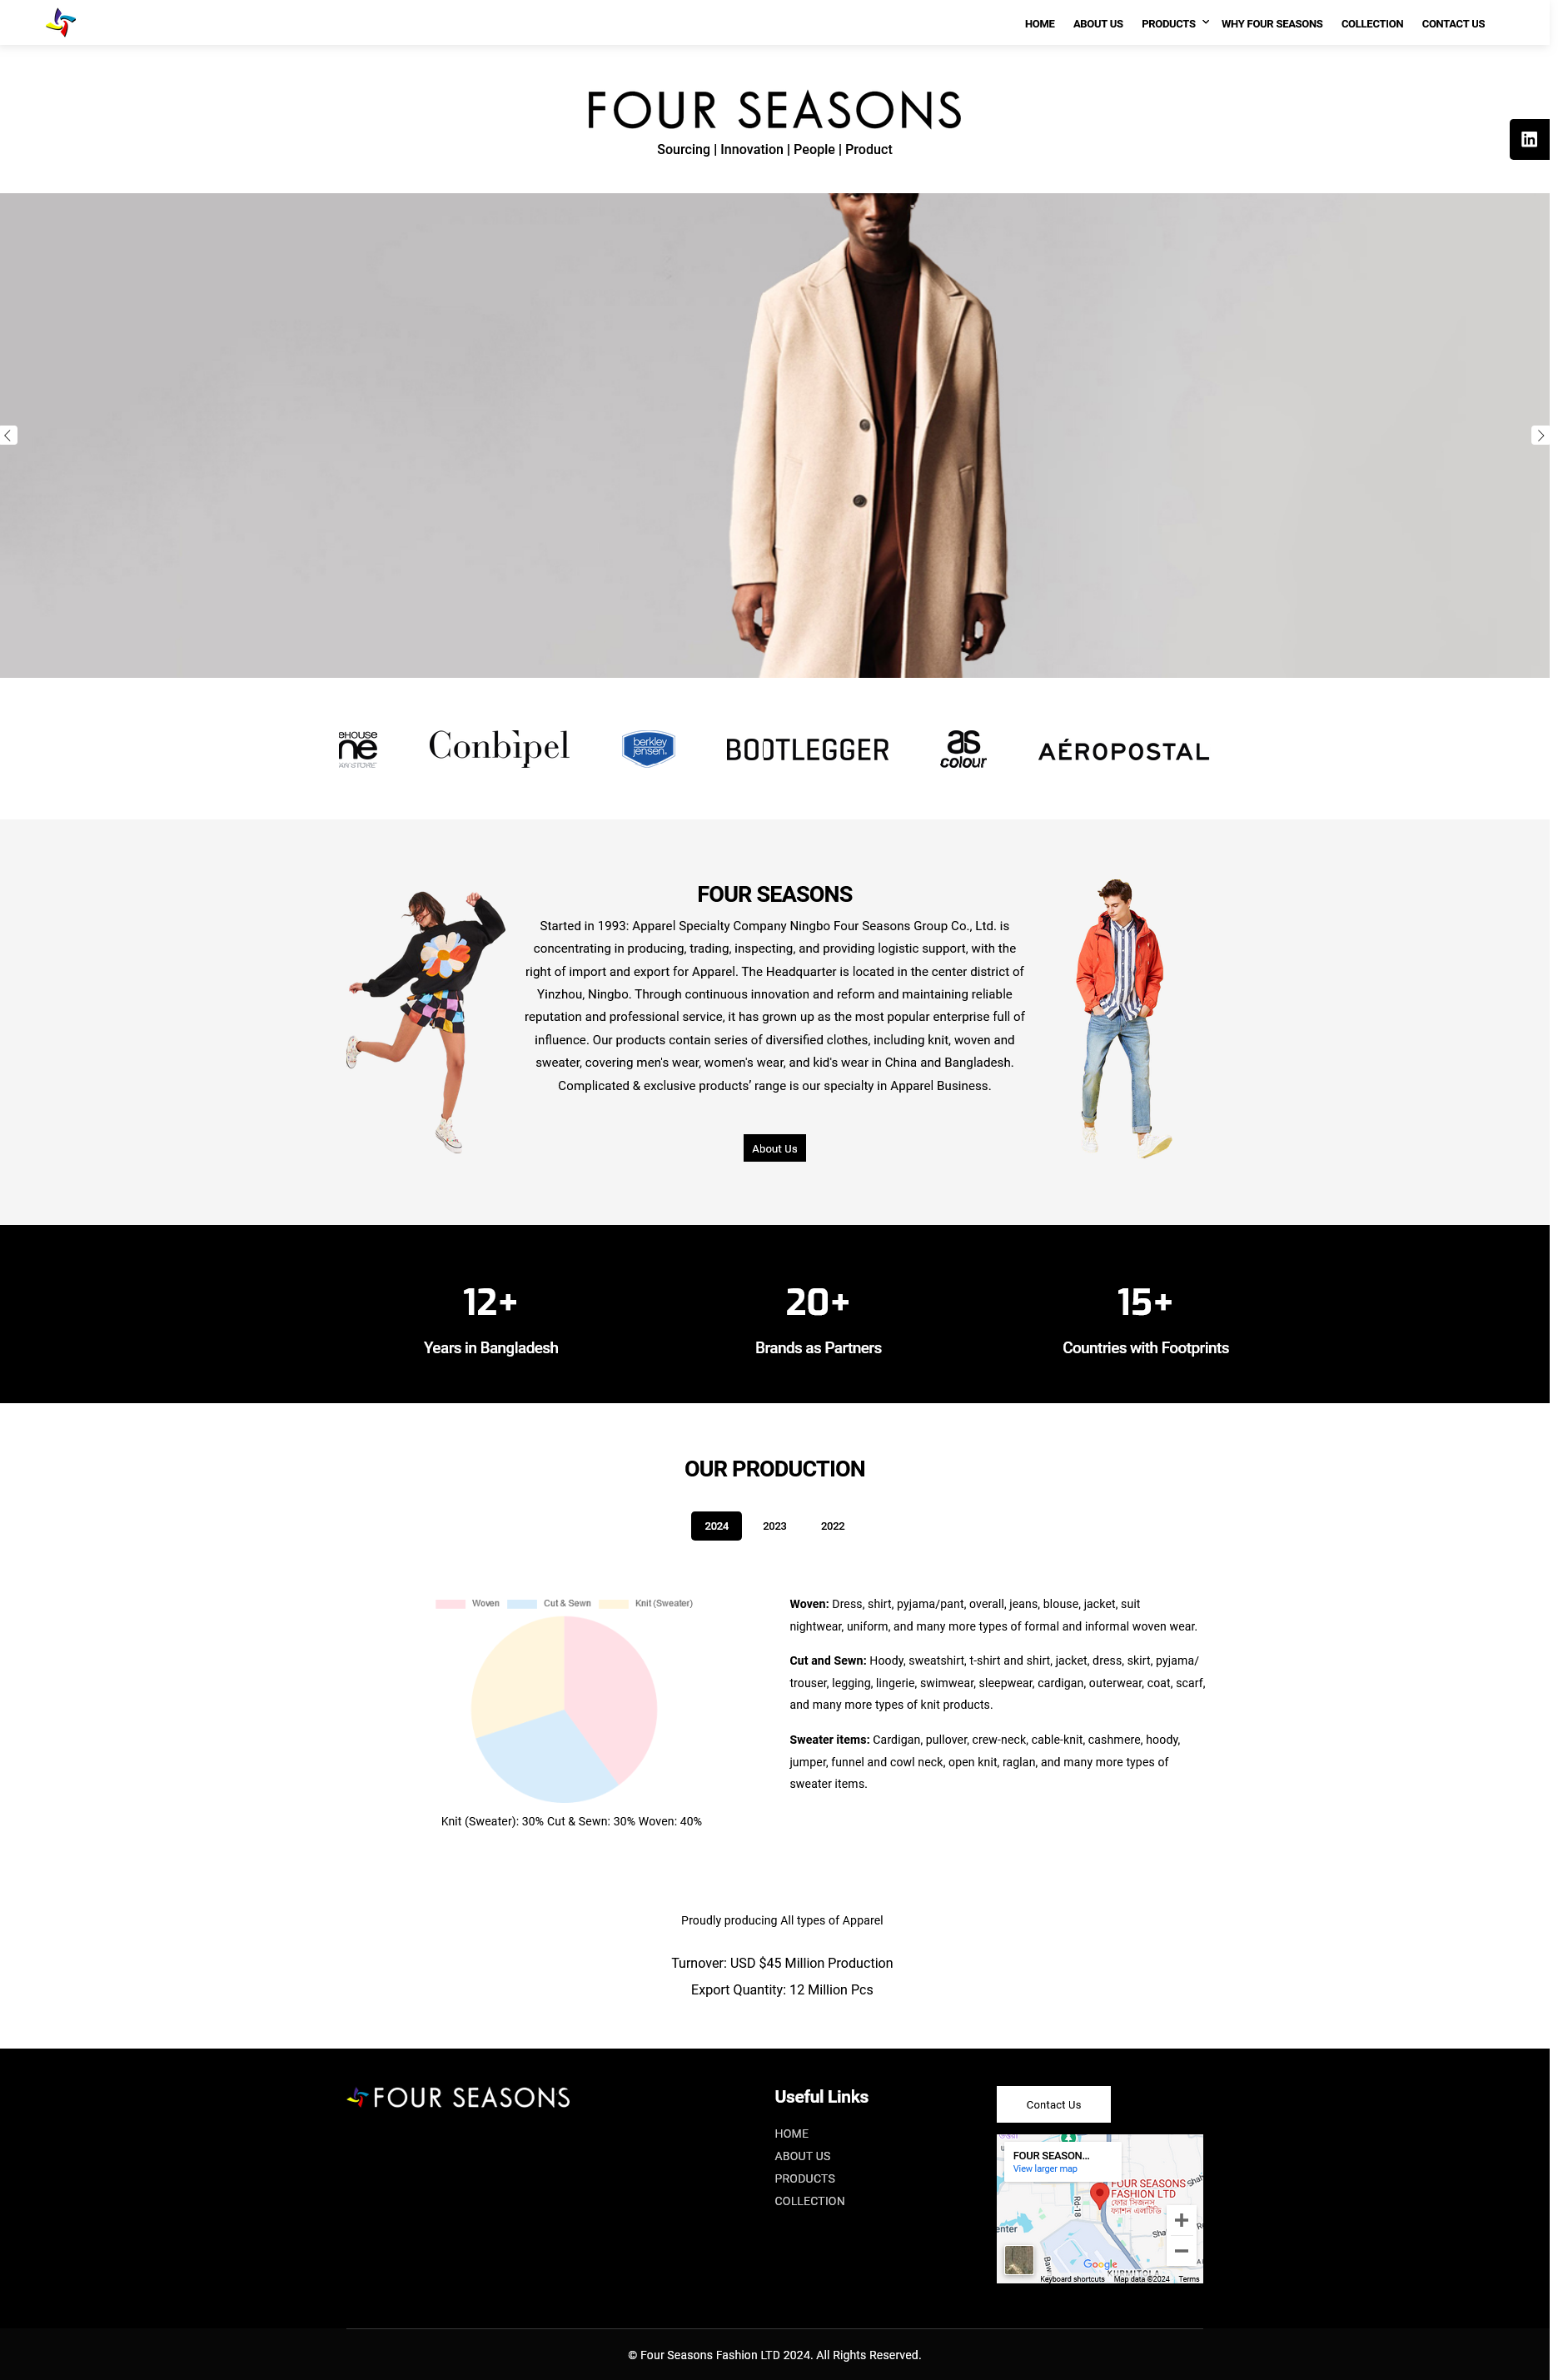 HOME ABOUT US PRODUCTS WHY FOUR SEASONS COLLECTION CONTACT US
FOUR SEASONS
Sourcing | Innovation | People | Product
Conbipel
berkley
jensen
BOOTLEGGER
as
colour
AÉROPOSTAL
FOUR SEASONS
Started in 1993: Apparel Specialty Company Ningbo Four Seasons Group Co., Ltd. is
concentrating in producing, trading, inspecting, and providing logistic support, with the
right of import and export for Apparel. The Headquarter is located in the center district of
Yinzhou, Ningbo. Through continuous innovation and reform and maintaining reliable
reputation and professional service, it has grown up as the most popular enterprise full of
influence. Our products contain series of diversified clothes, including knit, woven and
sweater, covering men's wear, women's wear, and kid's wear in China and Bangladesh.
Complicated & exclusive products’ range is our specialty in Apparel Business.
About Us
12+ 20+ 15+
Years in Bangladesh Brands as Partners Countries with Footprints
OUR PRODUCTION
2024 2023 2022
Woven Cut & Sewn Knit (Sweater)
Knit (Sweater): 30% Cut & Sewn: 30% Woven: 40%
Woven: Dress, shirt, pyjama/pant, overall, jeans, blouse, jacket, suit
nightwear, uniform, and many more types of formal and informal woven wear.
Cut and Sewn: Hoody, sweatshirt, t-shirt and shirt, jacket, dress, skirt, pyjama/
trouser, legging, lingerie, swimwear, sleepwear, cardigan, outerwear, coat, scarf,
and many more types of knit products.
Sweater items: Cardigan, pullover, crew-neck, cable-knit, cashmere, hoody,
jumper, funnel and cowl neck, open knit, raglan, and many more types of
sweater items.
Proudly producing All types of Apparel
Turnover: USD $45 Million Production
Export Quantity: 12 Million Pcs
FOUR SEASONS
Useful Links
HOME
ABOUT US
PRODUCTS
COLLECTION
Contact Us
FOUR SEASON...
View larger map
FOUR SEASONS
FASHION LTD
ফোর সিজনস
ফ্যাশন এলটিডি
Rd-18
Google
Keyboard shortcuts Map data ©2024 Terms
© Four Seasons Fashion LTD 2024. All Rights Reserved.